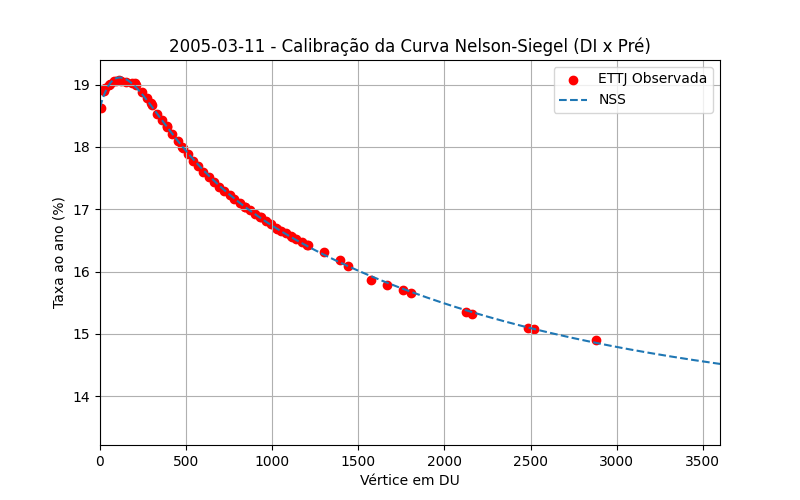 2005-03-11 - Calibração da Curva Nelson-Siegel (DI x Pré)
ETTJ Observada
NSS
Taxa ao ano (%)
19
18
17
16
15
14
0 500 1000 1500 2000 2500 3000 3500
Vértice em DU